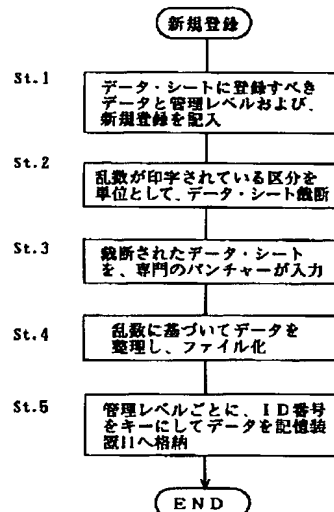 新規登録
St.1
データ・シートに登録すべき
データと管理レベルおよび、
新規登録を記入
St.2
乱数が印字されている区分を
単位として、データ・シート截断
St.3
截断されたデータ・シート
を、専門のパンチャーが入力
St.4
乱数に基づいてデータを
整理し、ファイル化
St.5
管理レベルごとに、ID番号
をキーにしてデータを記憶装
置11へ格納
END